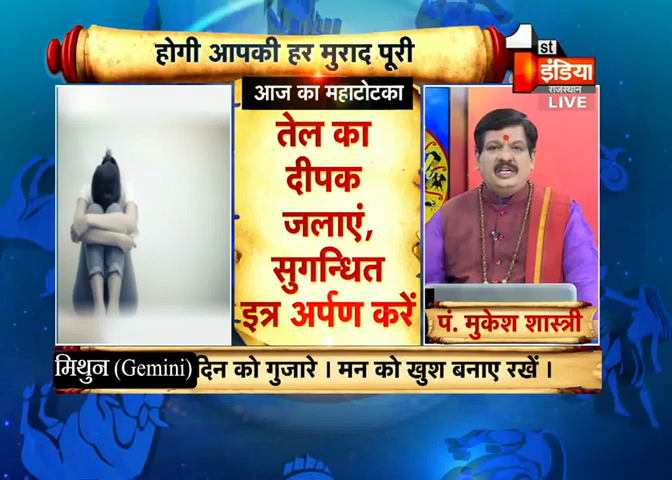 होगी आपकी हर मुराद पूरी
1st
इंडिया
राजस्थान
LIVE
आज का महाटोटका
तेल का
दीपक
जलाएं,
सुगन्धित
इत्र अर्पण करें
पं. मुकेश शास्त्री
मिथुन (Gemini) दिन को गुजारे । मन को खुश बनाए रखें ।